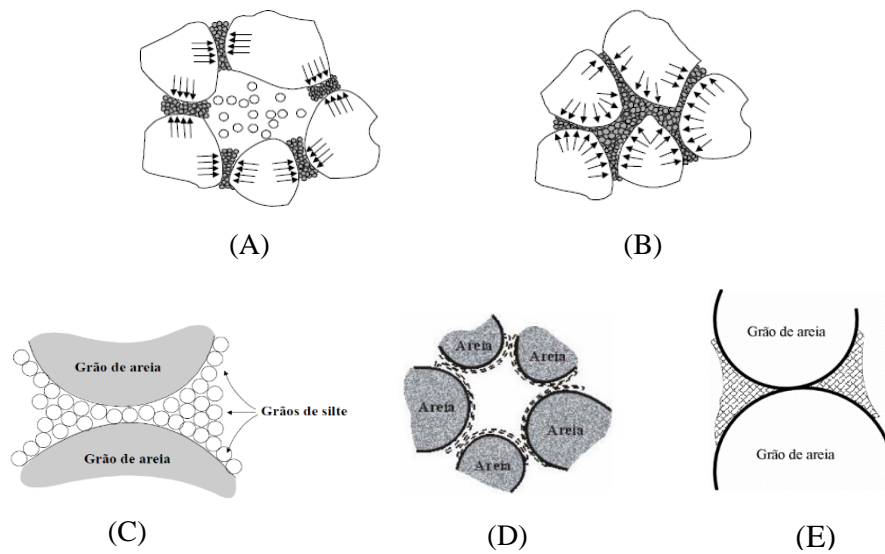 (A)
(B)
Grão de areia
Grãos de silte
Grão de areia
(C)
Areia
Areia
Areia
Areia
Areia
(D)
Grão de areia
Grão de areia
(E)